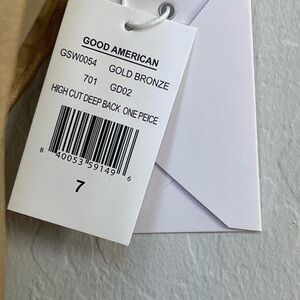 GOOD AMERICAN
GSW0054 GOLD BRONZE
701 GD02
HIGH CUT DEEP BACK ONE PEICE
8 40053 59149 6
7